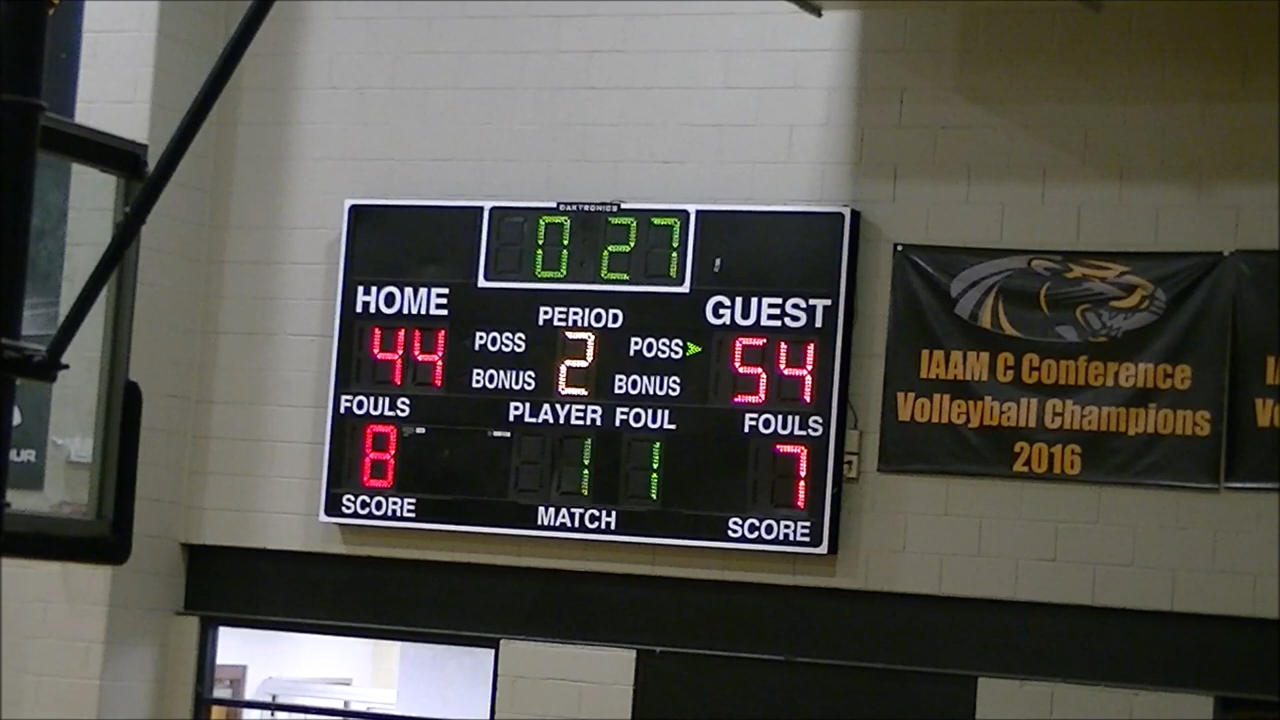 DAKTRONICS
0 27
HOME
PERIOD
GUEST
44
POSS
2
POSS
54
BONUS
BONUS
FOULS
PLAYER FOUL
FOULS
8
1 1
7
SCORE
MATCH
SCORE
IAAM C Conference
Volleyball Champions
2016